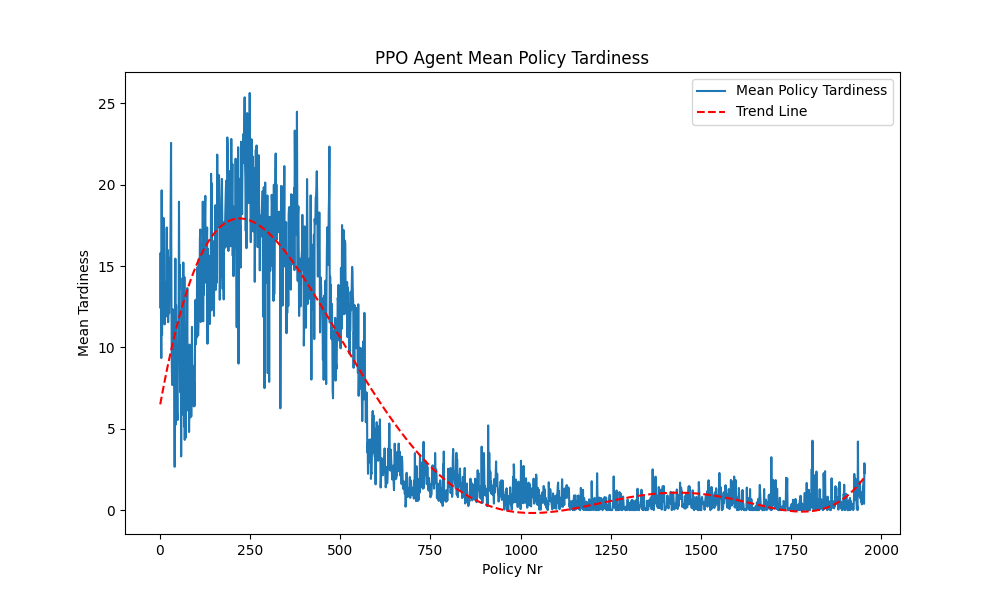 PPO Agent Mean Policy Tardiness
Mean Policy Tardiness
Trend Line
Mean Tardiness
25
20
15
10
5
0
0 250 500 750 1000 1250 1500 1750 2000
Policy Nr